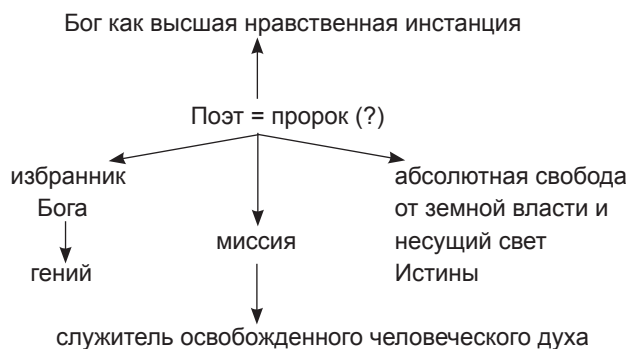 Бог как высшая нравственная инстанция
Поэт = пророк (?)
избранник
Бога
гений
миссия
абсолютная свобода
от земной власти и
несущий свет
Истины
служитель освобожденного человеческого духа